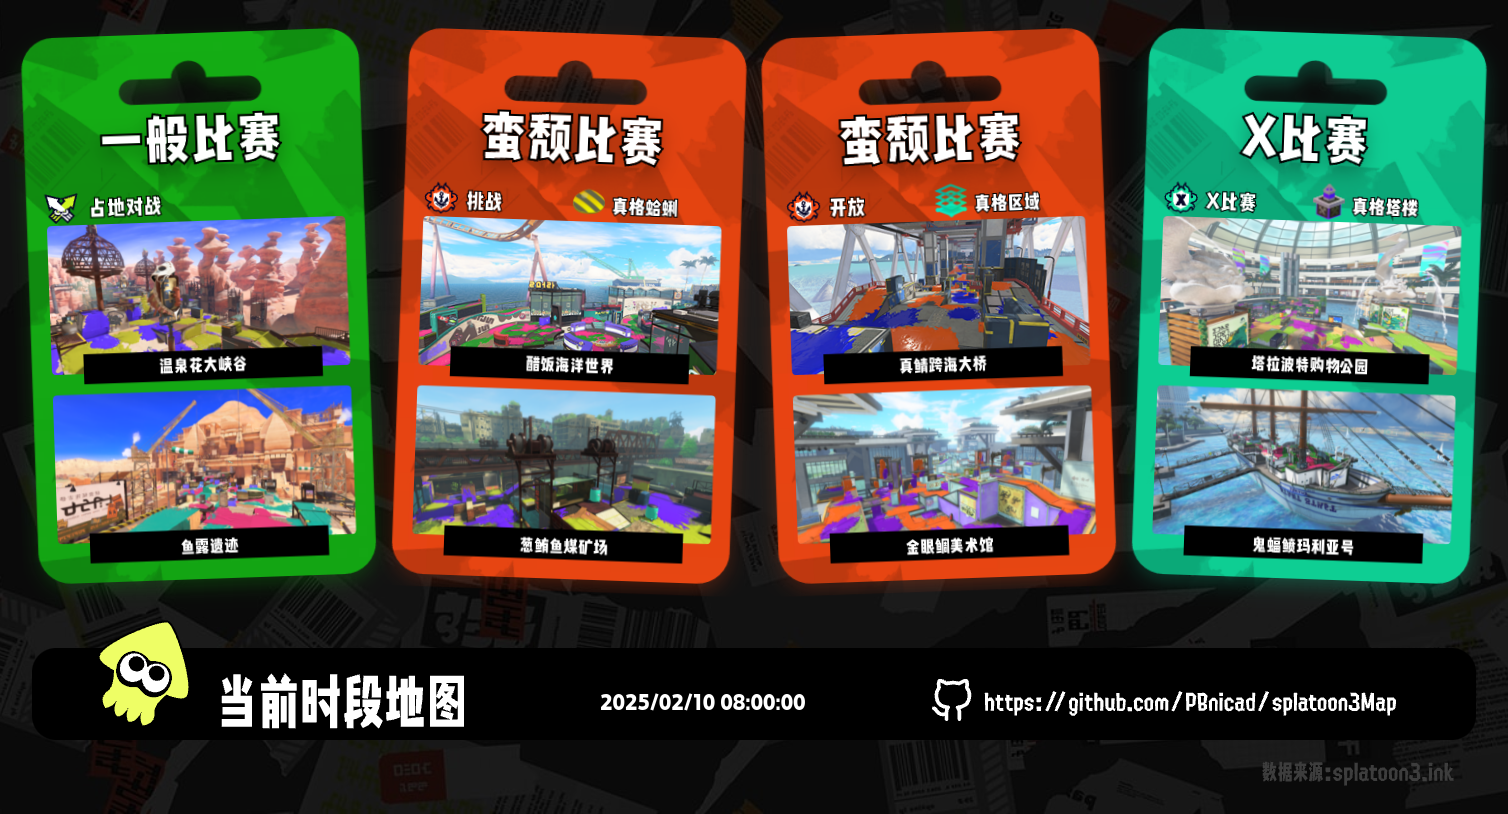 一般比赛
占地对战
温泉花大峡谷
鱼露遗迹
蛮颓比赛
挑战
真格蛤蜊
醋饭海洋世界
葱鲔鱼煤矿场
蛮颓比赛
开放
真格区域
真鲭跨海大桥
金眼鲷美术馆
X比赛
X比赛
真格塔楼
塔拉波特购物公园
鬼蝠鲼玛利亚号
当前时段地图
2025/02/10 08:00:00
https://github.com/PBnicad/splatoon3Map
数据来源:splatoon3.ink